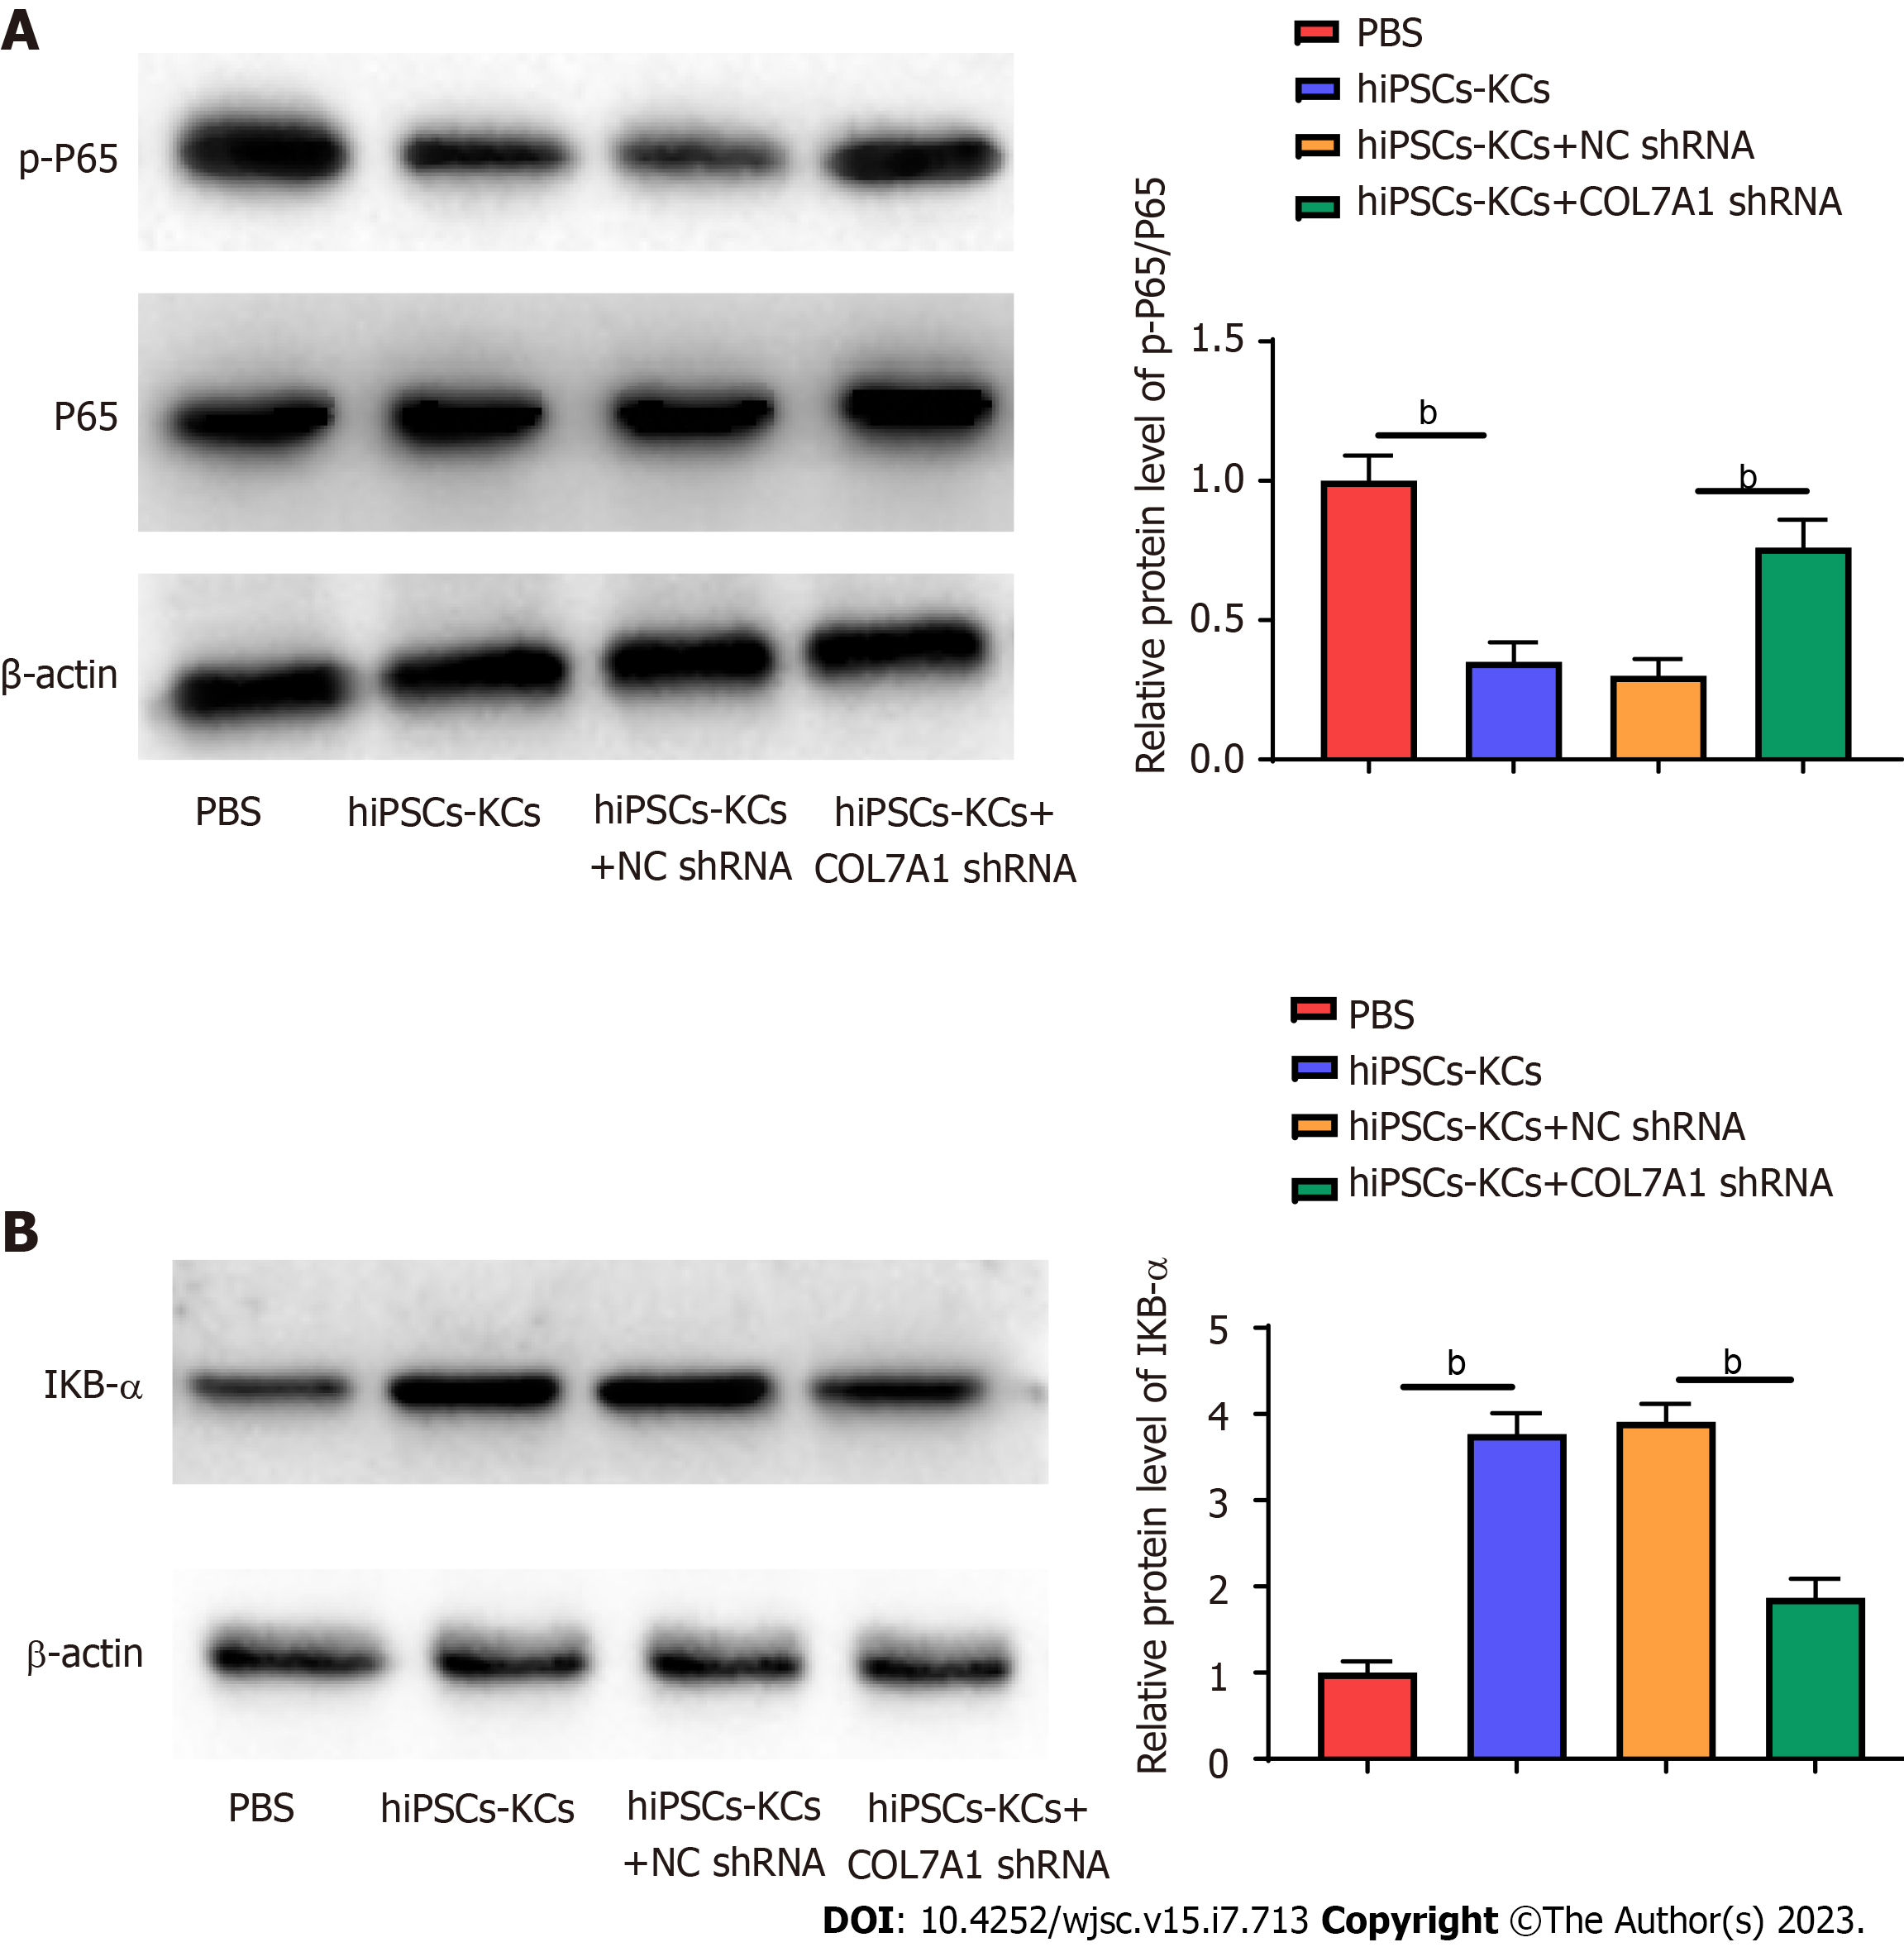 A
p-P65
P65
β-actin
PBS
hiPSCs-KCs
hiPSCs-KCs
+NC shRNA
hiPSCs-KCs+
COL7A1 shRNA
PBS
hiPSCs-KCs
hiPSCs-KCs+NC shRNA
hiPSCs-KCs+COL7A1 shRNA
Relative protein level of p-P65/P65
1.5
1.0
0.5
0.0
b
b
B
IKB-α
β-actin
PBS
hiPSCs-KCs
hiPSCs-KCs
+NC shRNA
hiPSCs-KCs+
COL7A1 shRNA
PBS
hiPSCs-KCs
hiPSCs-KCs+NC shRNA
hiPSCs-KCs+COL7A1 shRNA
Relative protein level of IKB-α
5
4
3
2
1
0
b
b
DOI: 10.4252/wjsc.v15.i7.713 Copyright ©The Author(s) 2023.